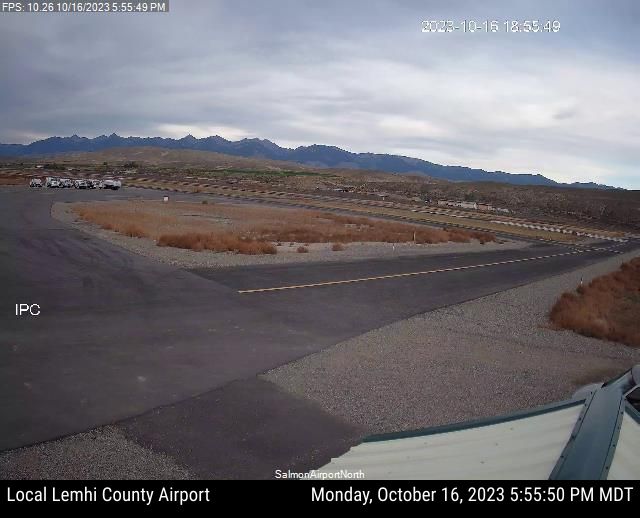 FPS: 10.26 10/16/2023 5:55:49 PM
2023-10-16 18:55:49
IPC
SalmonAirportNorth
Local Lemhi County Airport Monday, October 16, 2023 5:55:50 PM MDT